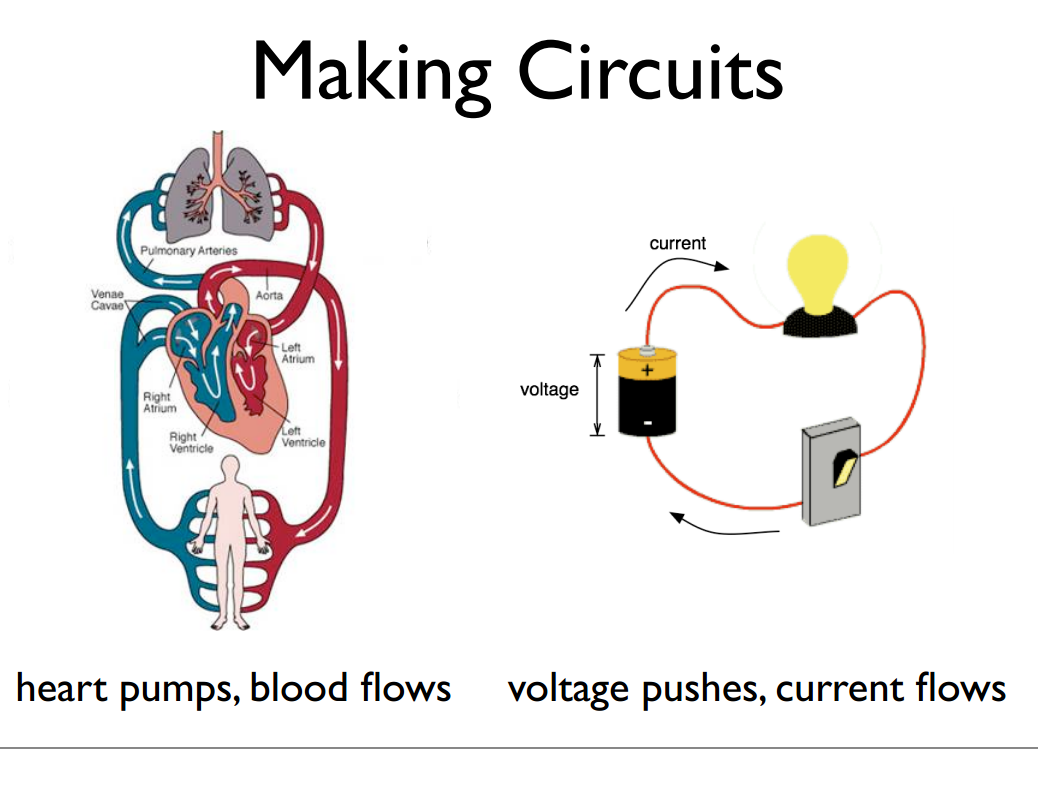 Making Circuits
Pulmonary Arteries
Venae
Cavae
Aorta
Left
Atrium
Right
Atrium
Right
Ventricle
Left
Ventricle
heart pumps, blood flows
current
voltage
+
-
voltage pushes, current flows